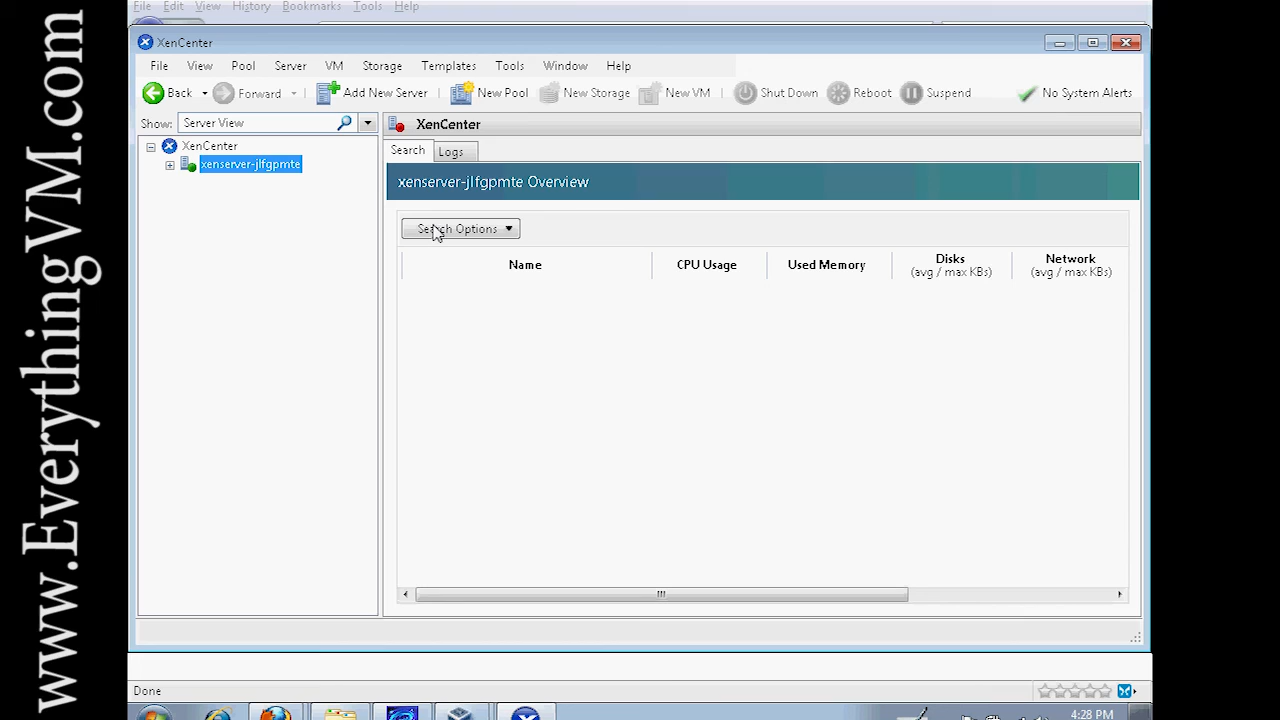 www.EverythingVM.com
File Edit View History Bookmarks Tools Help
XenCenter
File View Pool Server VM Storage Templates Tools Window Help
Back Forward Add New Server New Pool New Storage New VM Shut Down Reboot Suspend No System Alerts
Show: Server View
XenCenter
XenCenter
xenserver-jlfgpmte
Search Logs
xenserver-jlfgpmte Overview
Search Options
Name CPU Usage Used Memory Disks Network
(avg / max KBs) (avg / max KBs)
Done
4:28 PM